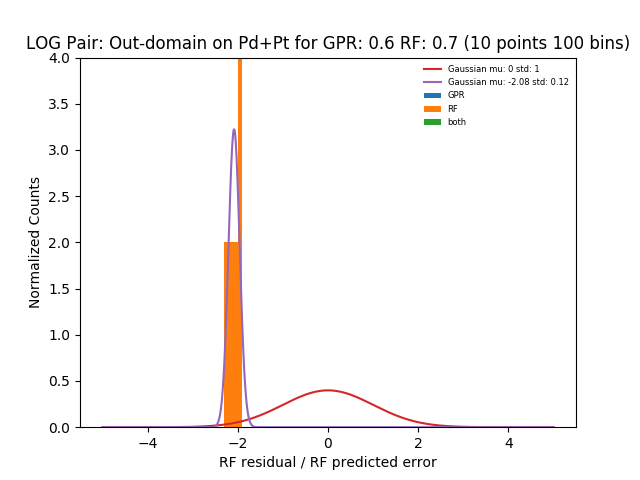 LOG Pair: Out-domain on Pd+Pt for GPR: 0.6 RF: 0.7 (10 points 100 bins)
Gaussian mu: 0 std: 1
Gaussian mu: -2.08 std: 0.12
GPR
RF
both
Normalized Counts
4.0
3.5
3.0
2.5
2.0
1.5
1.0
0.5
0.0
−4 −2 0 2 4
RF residual / RF predicted error